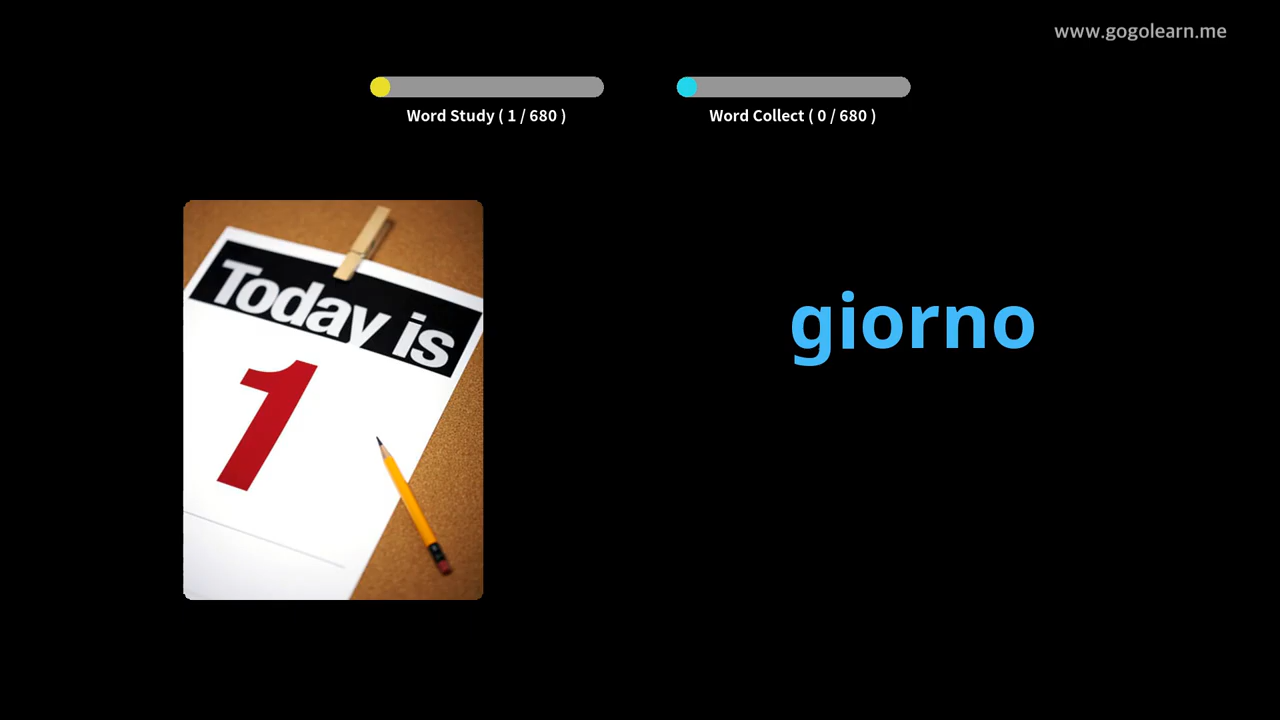 www.gogolearn.me
Word Study ( 1 / 680 )
Word Collect ( 0 / 680 )
Today is
1
giorno